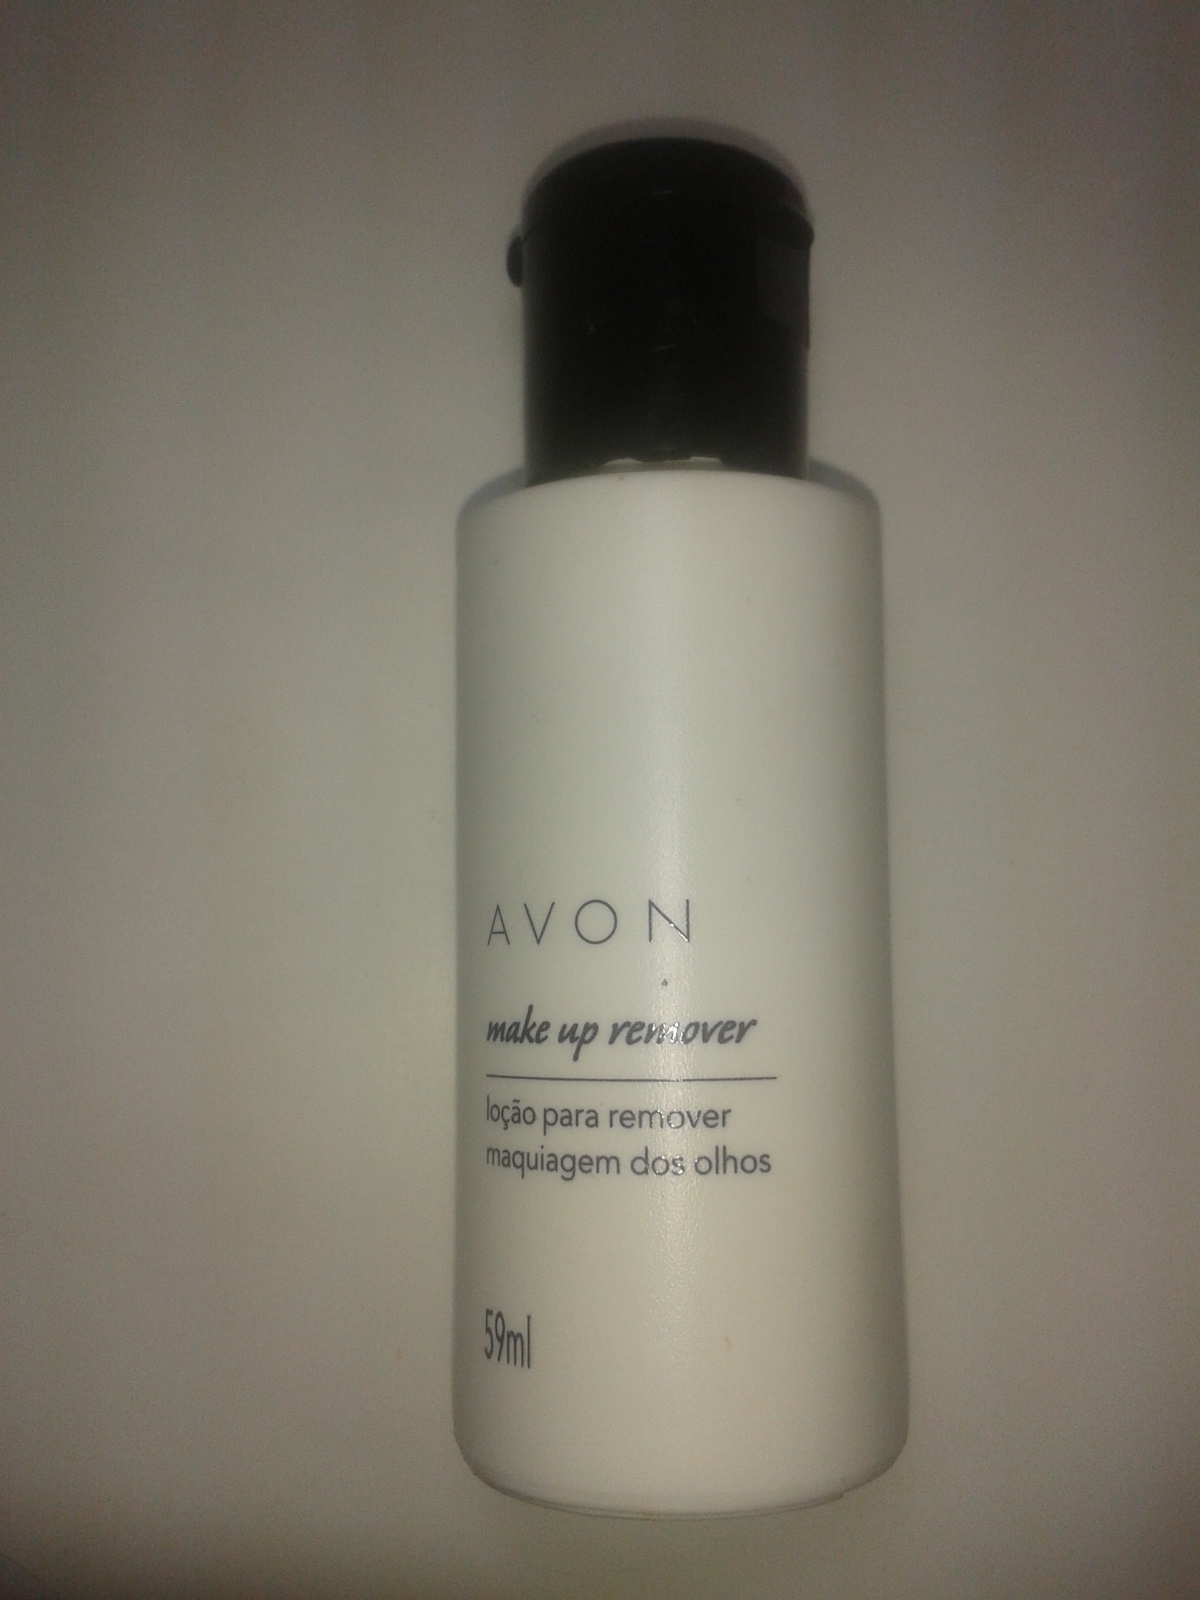 AVON
make up remover
loção para remover
maquiagem dos olhos
59ml